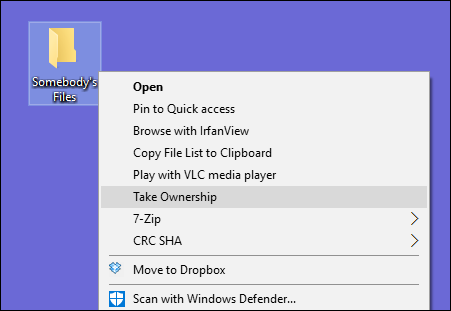 Somebody's
Files
Open
Pin to Quick access
Browse with IrfanView
Copy File List to Clipboard
Play with VLC media player
Take Ownership
7-Zip
CRC SHA
Move to Dropbox
Scan with Windows Defender...